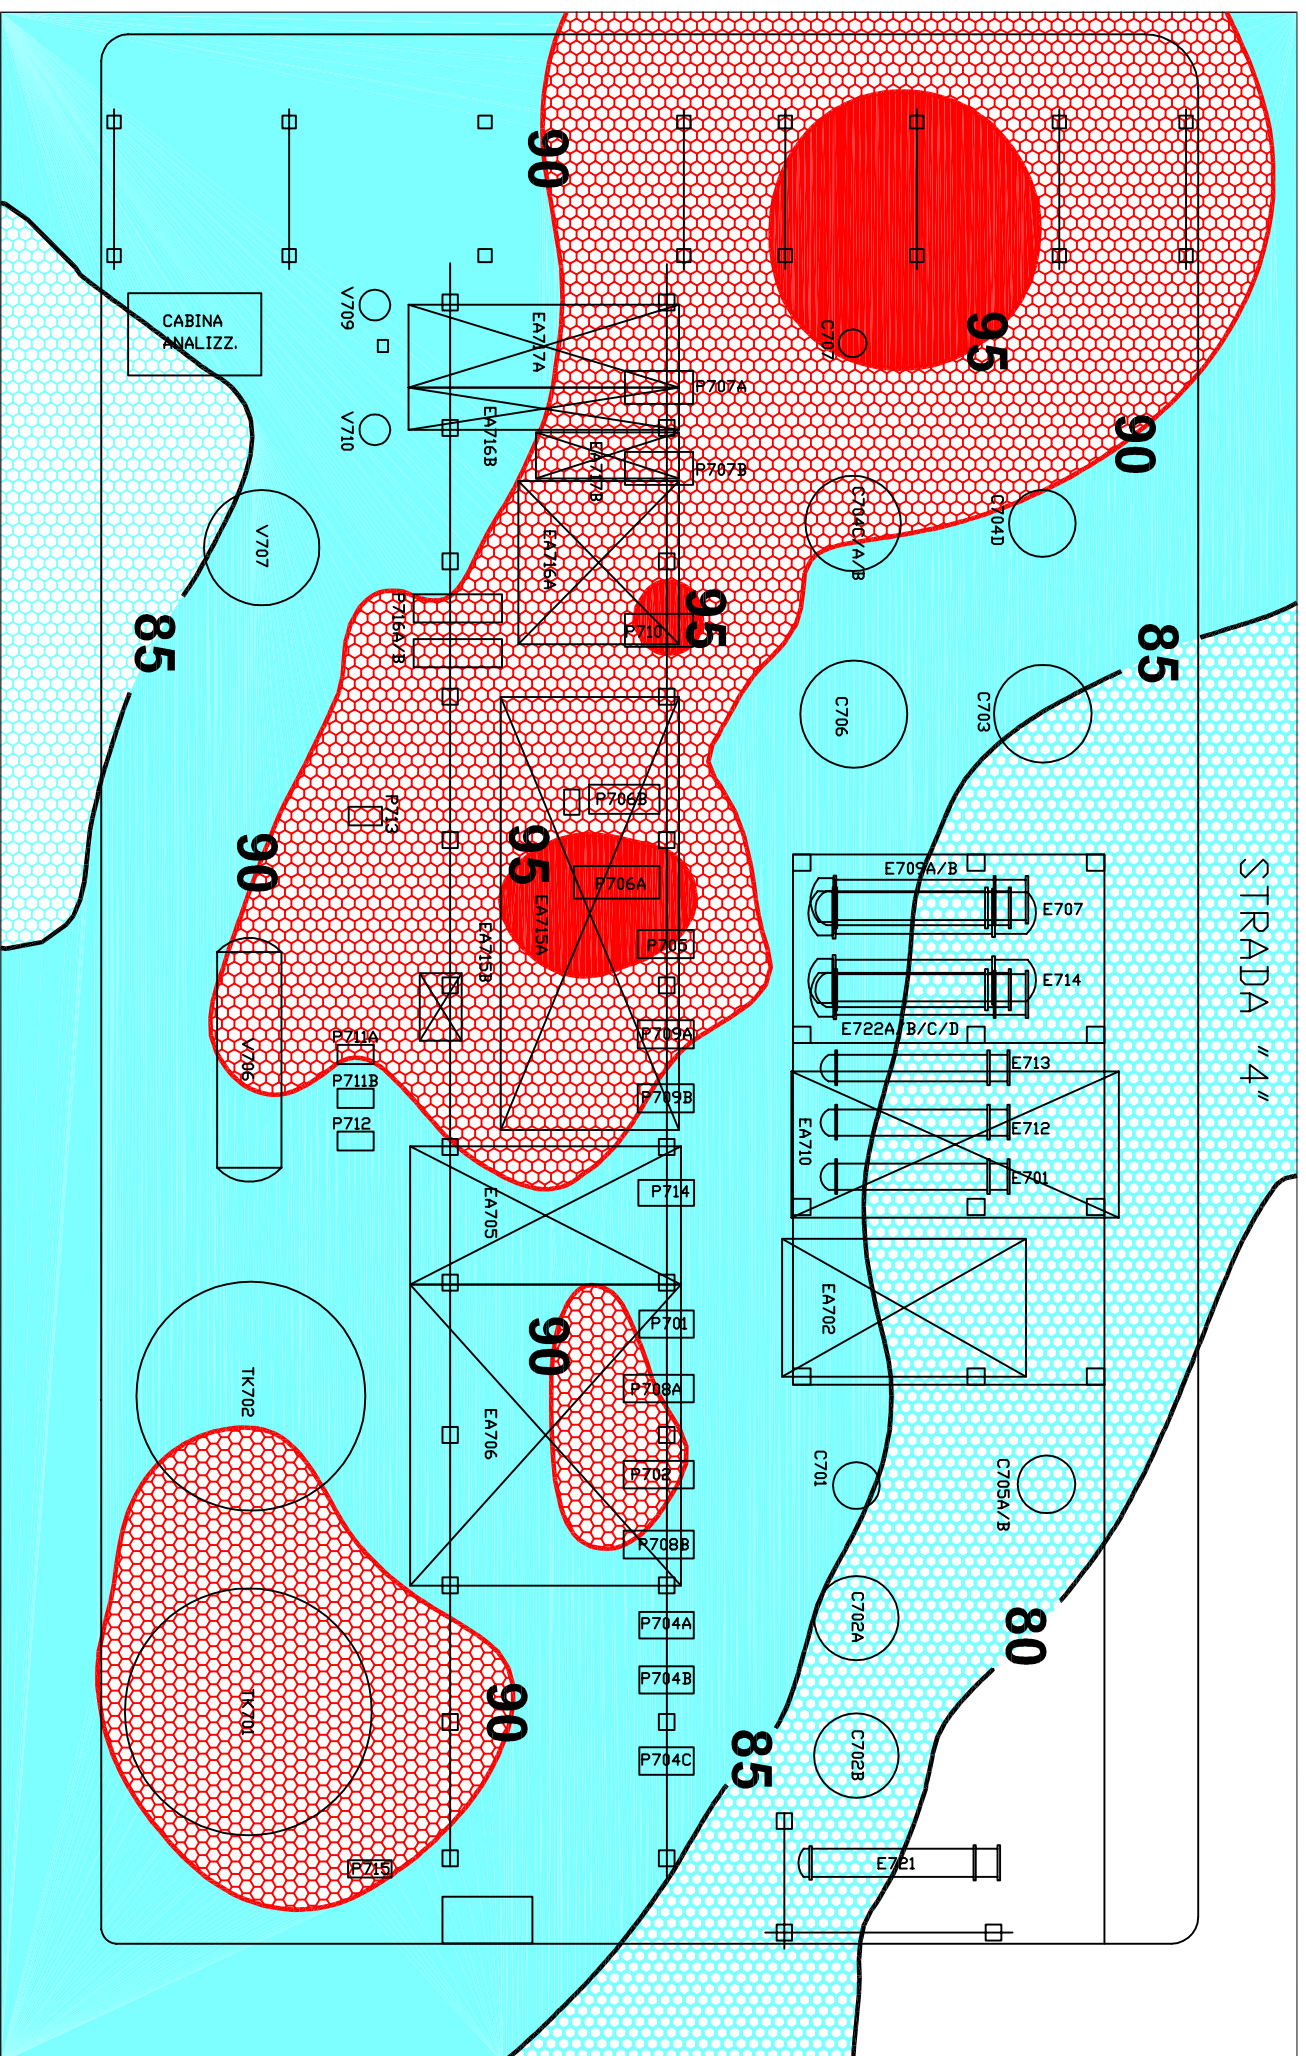 90
95
CABINA
ANALIZZ.
V709
EA717A
C707
P707A
90
V710
EA716B
EA717B
P707B
C704C/A/B
C704D
V707
EA716A
P716A/B
P710
95
85
85
C706
C703
P713
P706B
90
95
P706A
E709A/B
E707
STRADA "4"
EA715A
EA715B
P705
E714
P711A
P709A
E722A/B/C/D
V706
E713
P711B
P709B
P712
EA710
E712
E701
EA705
P714
EA702
90
P701
TK702
P708A
EA706
P702
C701
C705A/B
P708B
C702A
P704A
80
TK701
90
P704B
P704C
85
C702B
P715
E721